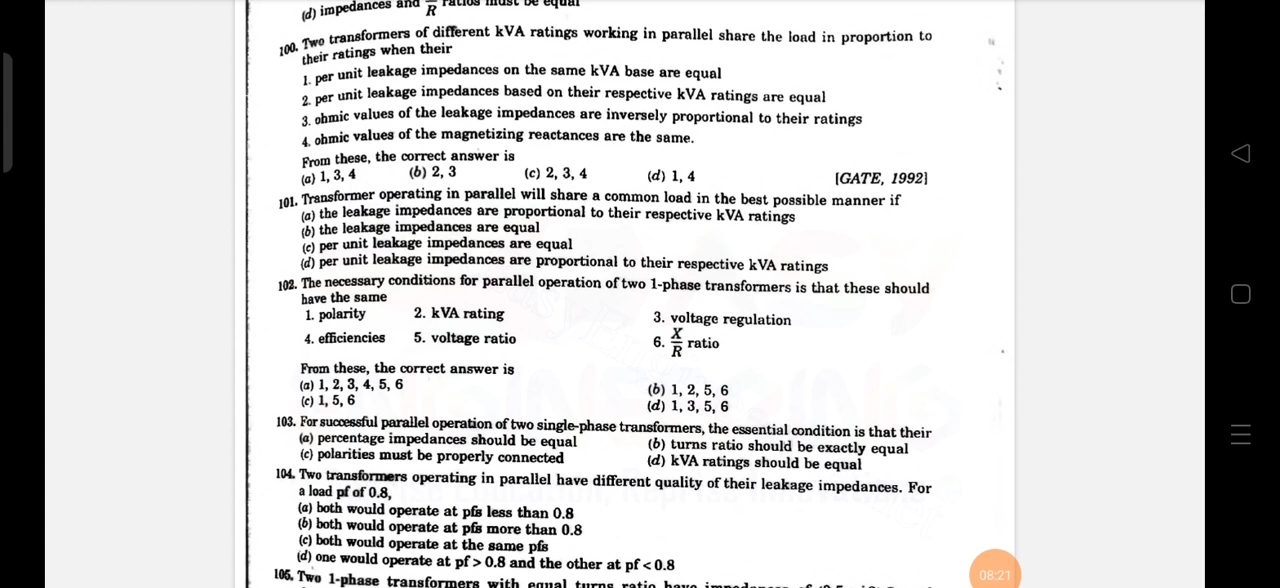 (d) impedances and R ratios must be equal
100. Two transformers of different kVA ratings working in parallel share the load in proportion to
their ratings when their
1. per unit leakage impedances on the same kVA base are equal
2. per unit leakage impedances based on their respective kVA ratings are equal
3. ohmic values of the leakage impedances are inversely proportional to their ratings
4. ohmic values of the magnetizing reactances are the same.
From these, the correct answer is
(a) 1, 3, 4 (b) 2, 3 (c) 2, 3, 4 (d) 1, 4 [GATE, 1992]
101. Transformer operating in parallel will share a common load in the best possible manner if
(a) the leakage impedances are proportional to their respective kVA ratings
(b) the leakage impedances are equal
(c) per unit leakage impedances are equal
(d) per unit leakage impedances are proportional to their respective kVA ratings
102. The necessary conditions for parallel operation of two 1-phase transformers is that these should
have the same
1. polarity 2. kVA rating 3. voltage regulation
4. efficiencies 5. voltage ratio 6. X/R ratio
From these, the correct answer is
(a) 1, 2, 3, 4, 5, 6 (b) 1, 2, 5, 6
(c) 1, 5, 6 (d) 1, 3, 5, 6
103. For successful parallel operation of two single-phase transformers, the essential condition is that their
(a) percentage impedances should be equal (b) turns ratio should be exactly equal
(c) polarities must be properly connected (d) kVA ratings should be equal
104. Two transformers operating in parallel have different quality of their leakage impedances. For
a load pf of 0.8,
(a) both would operate at pfs less than 0.8
(b) both would operate at pfs more than 0.8
(c) both would operate at the same pfs
(d) one would operate at pf > 0.8 and the other at pf < 0.8
105. Two 1-phase transformers with equal turns ratio have
08:21